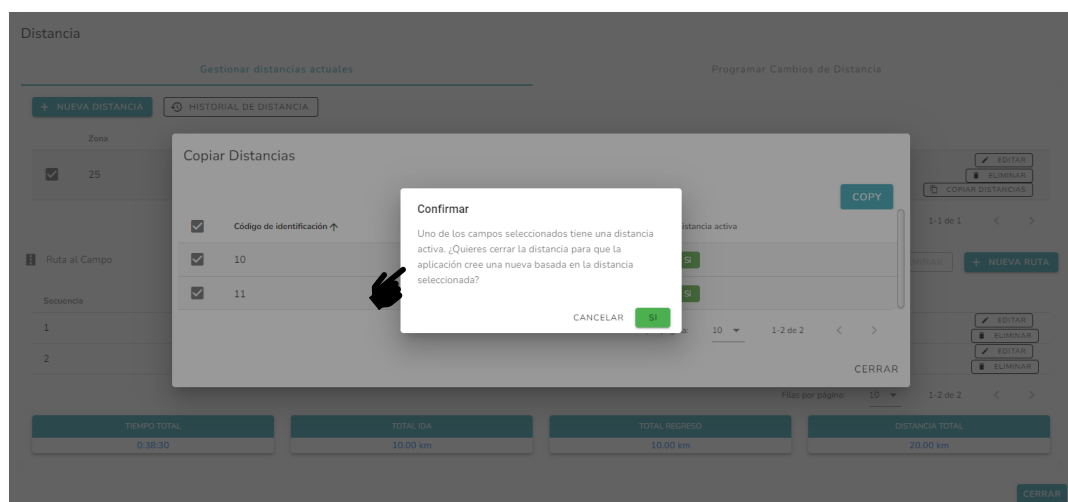 Distancia
Gestionar distancias actuales
Programar Cambios de Distancia
+ NUEVA DISTANCIA
HISTORIAL DE DISTANCIA
Zona
25
EDITAR
ELIMINAR
COPIAR DISTANCIAS
1-1 de 1
Copiar Distancias
COPY
Código de identificación
istancia activa
10
SI
11
SI
10
1-2 de 2
CERRAR
Confirmar
Uno de los campos seleccionados tiene una distancia
activa. ¿Quieres cerrar la distancia para que la
aplicación cree una nueva basada en la distancia
seleccionada?
CANCELAR
SI
Ruta al Campo
MINAR
+ NUEVA RUTA
Secuencia
1
EDITAR
ELIMINAR
2
EDITAR
ELIMINAR
Filas por página:
10
1-2 de 2
TIEMPO TOTAL
TOTAL IDA
TOTAL REGRESO
DISTANCIA TOTAL
0:38:30
10.00 km
10.00 km
20.00 km
CERRAR